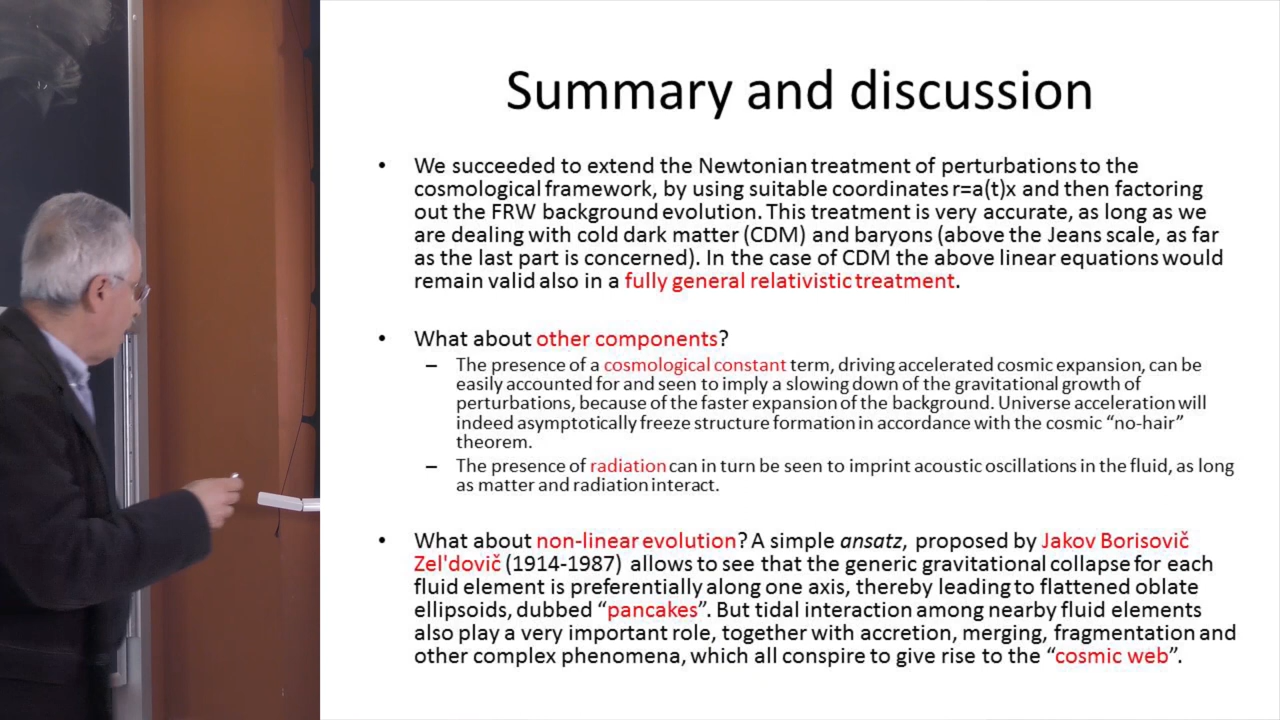 Summary and discussion
• We succeeded to extend the Newtonian treatment of perturbations to the
cosmological framework, by using suitable coordinates r=a(t)x and then factoring
out the FRW background evolution. This treatment is very accurate, as long as we
are dealing with cold dark matter (CDM) and baryons (above the Jeans scale, as far
as the last part is concerned). In the case of CDM the above linear equations would
remain valid also in a fully general relativistic treatment.
• What about other components?
– The presence of a cosmological constant term, driving accelerated cosmic expansion, can be
easily accounted for and seen to imply a slowing down of the gravitational growth of
perturbations, because of the faster expansion of the background. Universe acceleration will
indeed asymptotically freeze structure formation in accordance with the cosmic “no-hair”
theorem.
– The presence of radiation can in turn be seen to imprint acoustic oscillations in the fluid, as long
as matter and radiation interact.
• What about non-linear evolution? A simple ansatz, proposed by Jakov Borisovič
Zel'dovič (1914-1987) allows to see that the generic gravitational collapse for each
fluid element is preferentially along one axis, thereby leading to flattened oblate
ellipsoids, dubbed “pancakes”. But tidal interaction among nearby fluid elements
also play a very important role, together with accretion, merging, fragmentation and
other complex phenomena, which all conspire to give rise to the “cosmic web”.